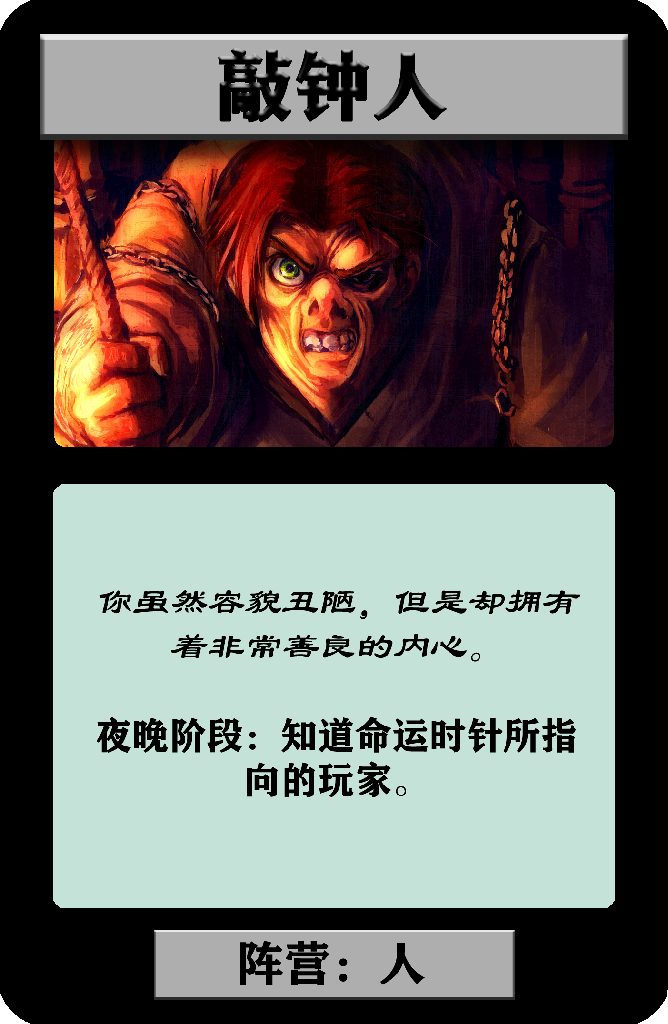 敲钟人
你虽然容貌丑陋，但是却拥有
着非常善良的内心。
夜晚阶段：知道命运时针所指
向的玩家。
阵营：人